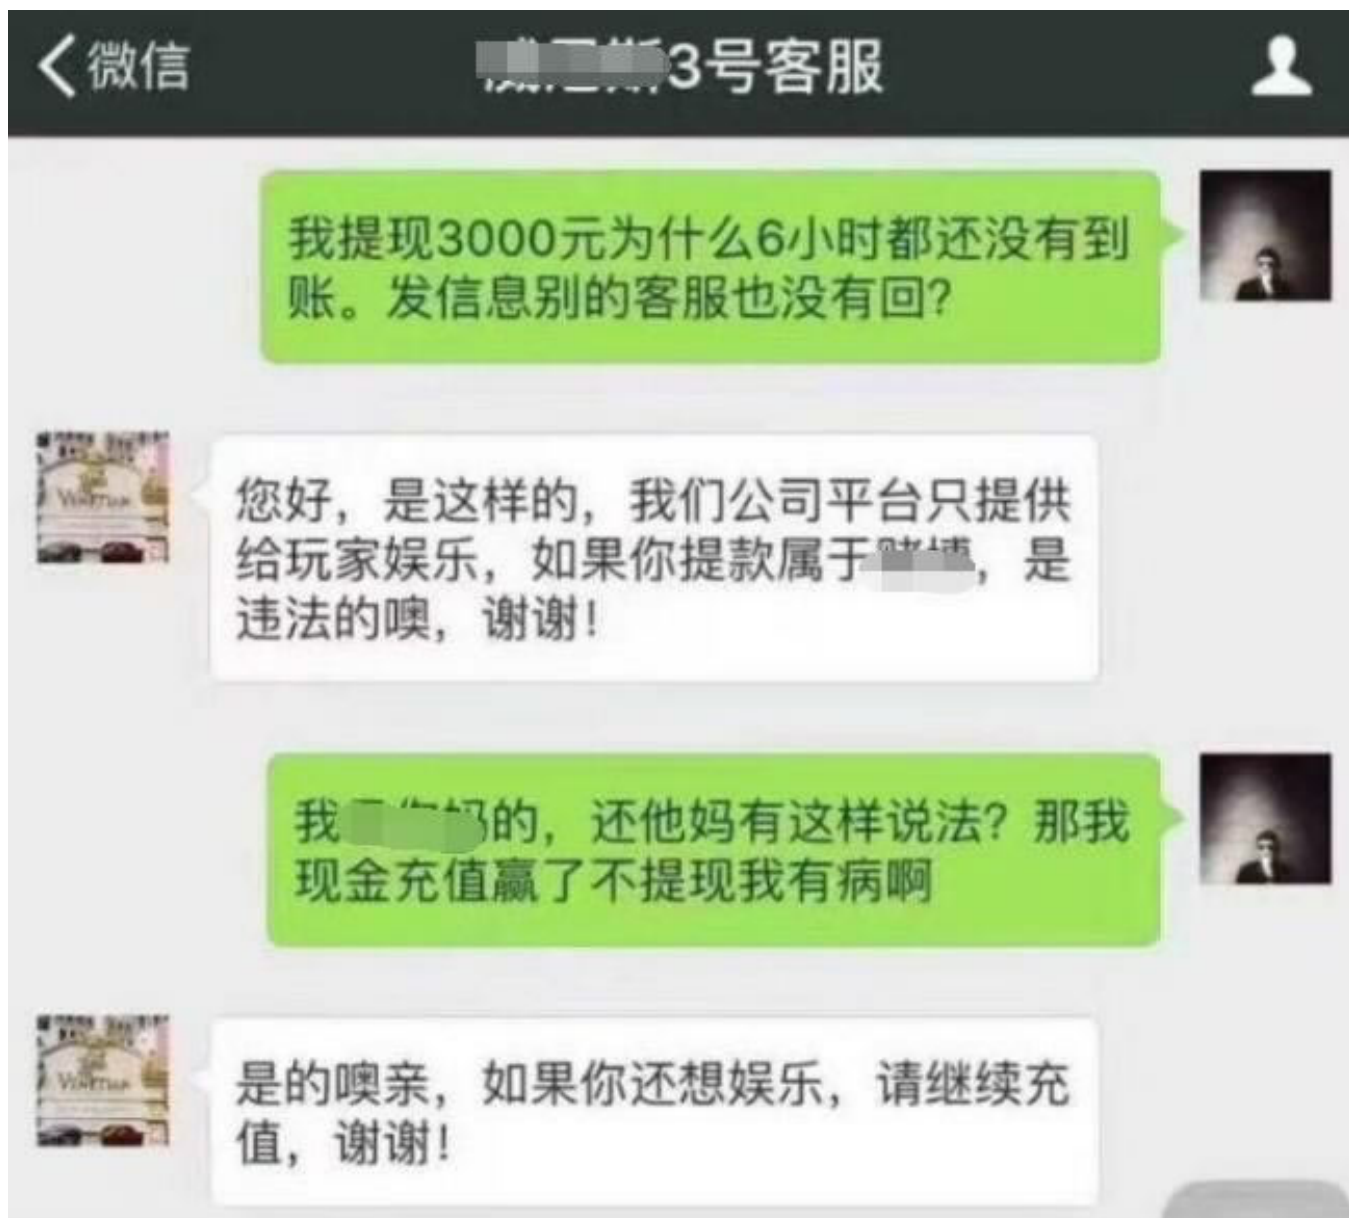 微信
3号客服
我提现3000元为什么6小时都还没有到
账。发信息别的客服也没有回?
您好，是这样的，我们公司平台只提供
给玩家娱乐，如果你提款属于，是
违法的噢，谢谢!
我的，还他妈有这样说法? 那我
现金充值赢了不提现我有病啊
是的噢亲，如果你还想娱乐，请继续充
值，谢谢!